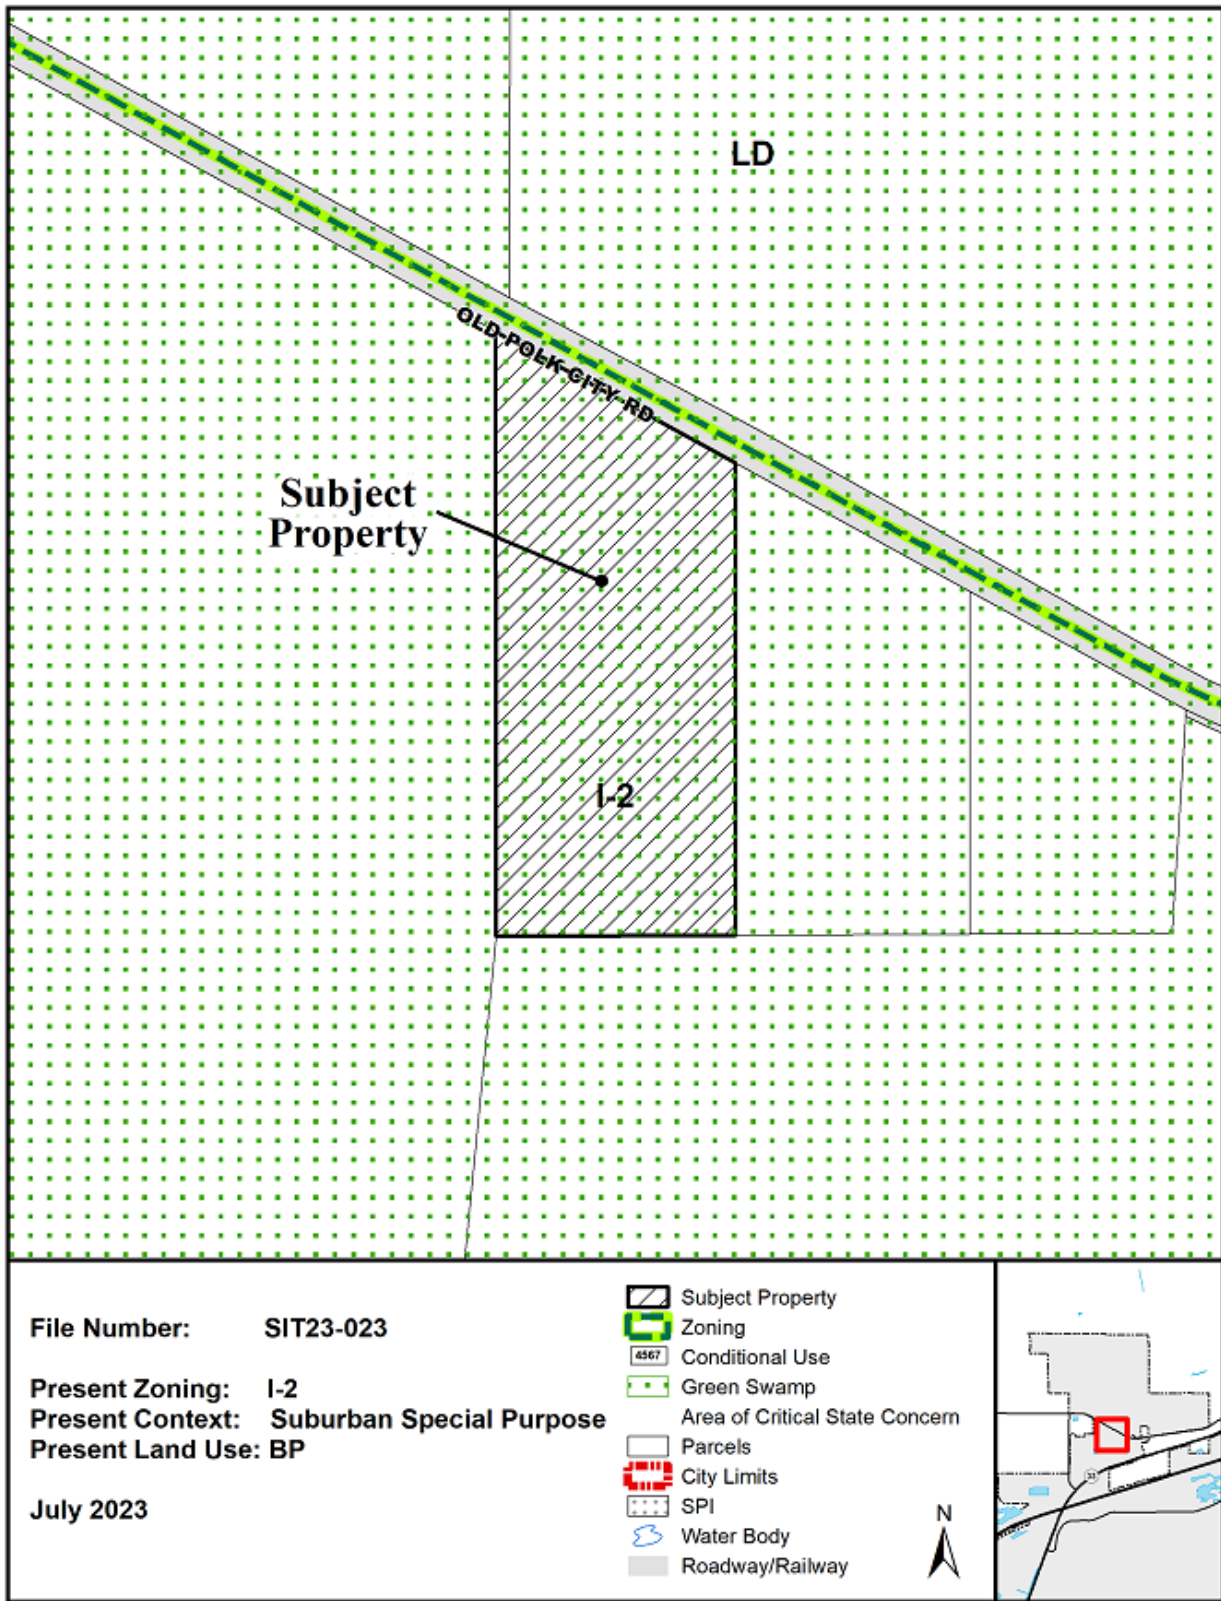 LD
OLD POLK CITY RD
Subject
Property
I-2
File Number: SIT23-023
Present Zoning: I-2
Present Context: Suburban Special Purpose
Present Land Use: BP
July 2023
Subject Property
Zoning
4567 Conditional Use
Green Swamp
Area of Critical State Concern
Parcels
City Limits
SPI
Water Body
Roadway/Railway
N
33